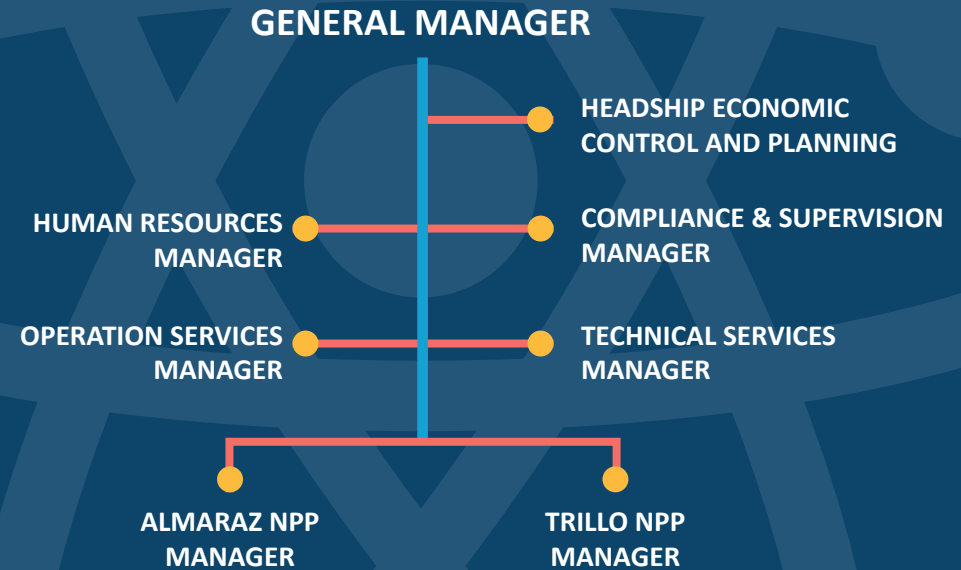 GENERAL MANAGER
HEADSHIP ECONOMIC
CONTROL AND PLANNING
HUMAN RESOURCES
MANAGER
COMPLIANCE & SUPERVISION
MANAGER
OPERATION SERVICES
MANAGER
TECHNICAL SERVICES
MANAGER
ALMARAZ NPP
MANAGER
TRILLO NPP
MANAGER